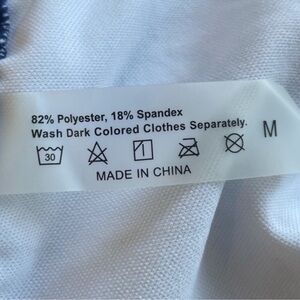 82% Polyester, 18% Spandex
Wash Dark Colored Clothes Separately.
30
M
MADE IN CHINA